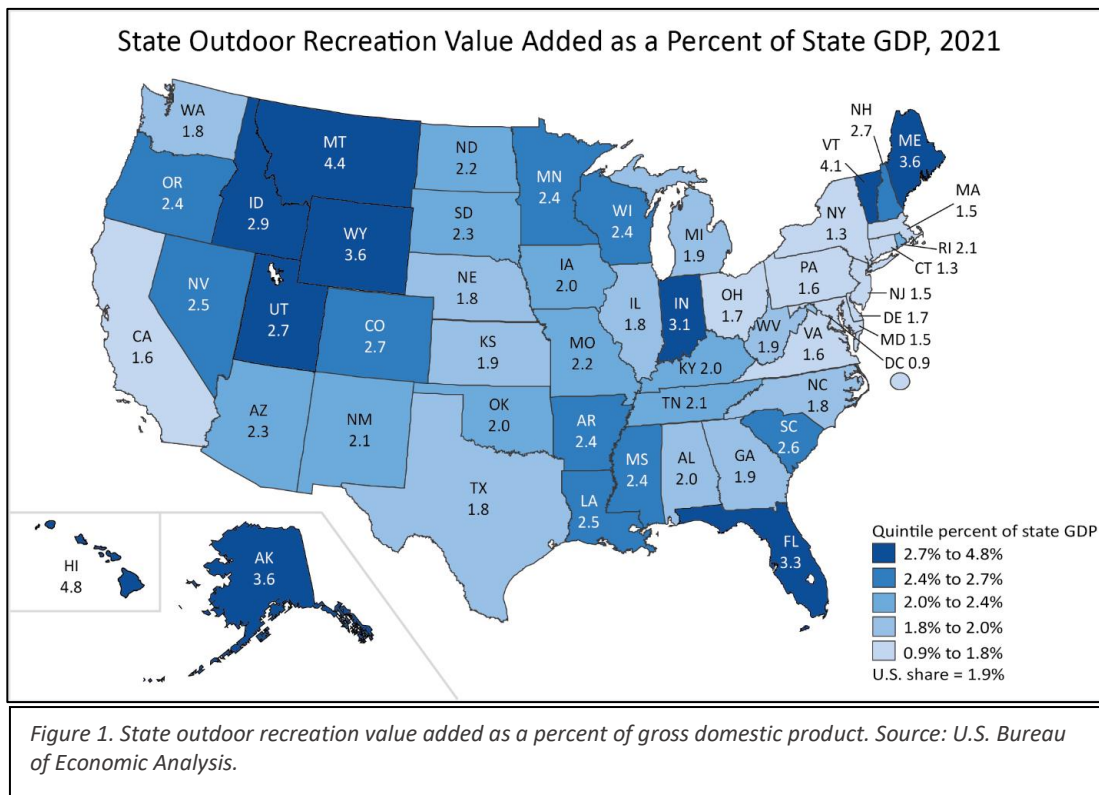 State Outdoor Recreation Value Added as a Percent of State GDP, 2021
WA
1.8
MT
4.4
ND
2.2
MN
2.4
NH
2.7
VT
4.1
ME
3.6
OR
2.4
ID
2.9
WY
3.6
SD
2.3
WI
2.4
MI
1.9
NY
1.3
MA
1.5
RI 2.1
CT 1.3
NV
2.5
UT
2.7
CO
2.7
NE
1.8
IA
2.0
IL
1.8
IN
3.1
OH
1.7
PA
1.6
NJ 1.5
DE 1.7
MD 1.5
DC 0.9
CA
1.6
KS
1.9
MO
2.2
KY 2.0
WV
1.9
VA
1.6
AZ
2.3
NM
2.1
OK
2.0
AR
2.4
TN 2.1
NC
1.8
SC
2.6
TX
1.8
LA
2.5
MS
2.4
AL
2.0
GA
1.9
FL
3.3
HI
4.8
AK
3.6
Quintile percent of state GDP
2.7% to 4.8%
2.4% to 2.7%
2.0% to 2.4%
1.8% to 2.0%
0.9% to 1.8%
U.S. share = 1.9%
Figure 1. State outdoor recreation value added as a percent of gross domestic product. Source: U.S. Bureau
of Economic Analysis.